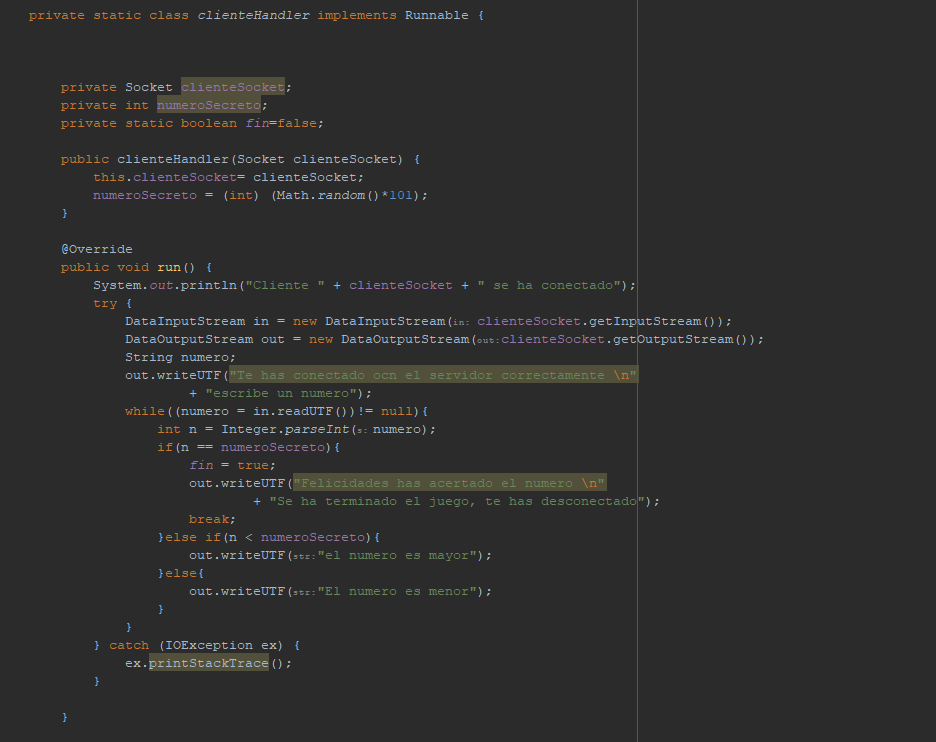 private static class clienteHandler implements Runnable {
private Socket clienteSocket;
private int numeroSecreto;
private static boolean fin=false;
public clienteHandler(Socket clienteSocket) {
this.clienteSocket= clienteSocket;
numeroSecreto = (int) (Math.random()*101);
}
@Override
public void run() {
System.out.println("Cliente " + clienteSocket + " se ha conectado");
try {
DataInputStream in = new DataInputStream(in: clienteSocket.getInputStream());
DataOutputStream out = new DataOutputStream(out:clienteSocket.getOutputStream());
String numero;
out.writeUTF("Te has conectado ocn el servidor correctamente \n"
+ "escribe un numero");
while((numero = in.readUTF())!= null){
int n = Integer.parseInt(s: numero);
if(n == numeroSecreto){
fin = true;
out.writeUTF("Felicidades has acertado el numero \n"
+ "Se ha terminado el juego, te has desconectado");
break;
}else if(n < numeroSecreto){
out.writeUTF(str:"el numero es mayor");
}else{
out.writeUTF(str:"El numero es menor");
}
}
} catch (IOException ex) {
ex.printStackTrace();
}
}